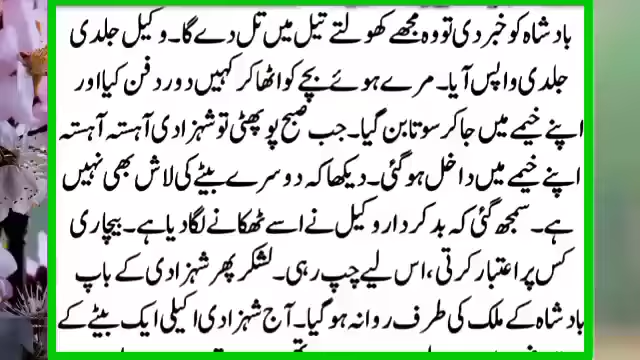 بادشاہ کو خبر دی تو وہ مجھے کھولتے تیل میں تل دے گا۔ وکیل جلدی
جلدی واپس آیا۔ مرے ہوئے بچے کو اٹھا کر کہیں دور دفن کیا اور
اپنے خیمے میں جا کر سوتا بن گیا۔ جب صبح پو پھٹی تو شہزادی آہستہ آہستہ
اپنے خیمے میں داخل ہو گئی۔ دیکھا کہ دوسرے بیٹے کی لاش بھی نہیں
ہے۔ سمجھ گئی کہ بدکردار وکیل نے اسے ٹھکانے لگا دیا ہے۔ بیچاری
کس پر اعتبار کرتی، اس لیے چپ رہی۔ لشکر پھر شہزادی کے باپ
بادشاہ کے ملک کی طرف روانہ ہو گیا۔ آج شہزادی اکیلی ایک بیٹے کے